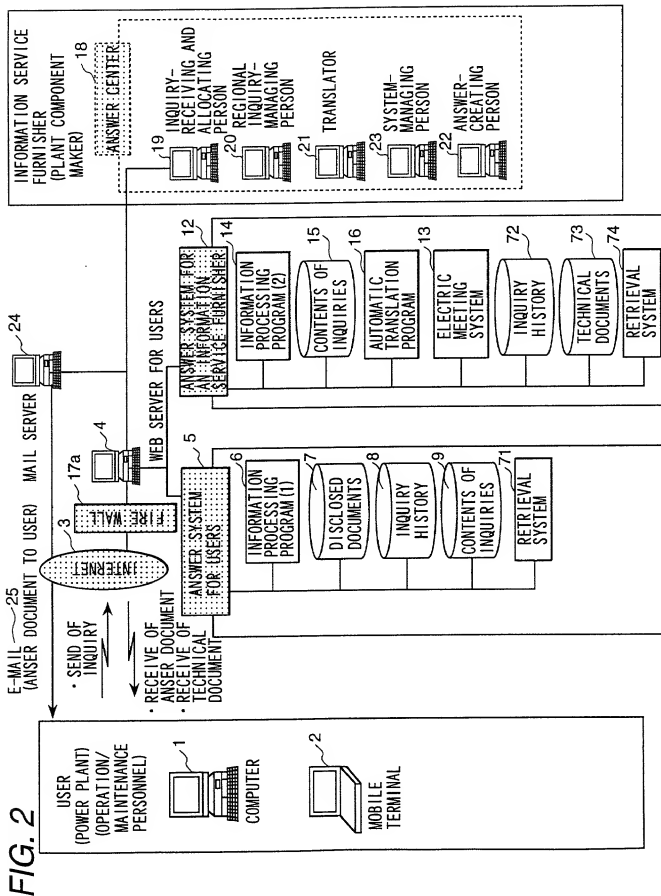 FIG. 2
USER
(POWER PLANT)
(OPERATION/
MAINTENANCE
PERSONNEL)
1
COMPUTER
2
MOBILE
TERMINAL
E-MAIL 25
(ANSER DOCUMENT TO USER)
• SEND OF
INQUIRY
• RECEIVE OF
ANSER DOCUMENT
• RECEIVE OF
TECHNICAL
DOCUMENT
3
INTERNET
17a
FIRE WALL
4
WEB SERVER FOR USERS
MAIL SERVER
24
5
ANSWER SYSTEM
FOR USERS
6
INFORMATION
PROCESSING
PROGRAM (1)
7
DISCLOSED
DOCUMENTS
8
INQUIRY
HISTORY
9
CONTENTS OF
INQUIRIES
71
RETRIEVAL
SYSTEM
12
ANSWER SYSTEM FOR
AN INFORMATION
SERVICE FURNISHER
14
INFORMATION
PROCESSING
PROGRAM (2)
15
CONTENTS OF
INQUIRIES
16
AUTOMATIC
TRANSLATION
PROGRAM
13
ELECTRIC
MEETING
SYSTEM
72
INQUIRY
HISTORY
73
TECHNICAL
DOCUMENTS
74
RETRIEVAL
SYSTEM
INFORMATION SERVICE
FURNISHER
(PLANT COMPONENT
MAKER)
18
ANSWER CENTER
19
INQUIRY-
RECEIVING AND
ALLOCATING
PERSON
20
REGIONAL
INQUIRY-
MANAGING
PERSON
21
TRANSLATOR
23
SYSTEM-
MANAGING
PERSON
22
ANSWER-
CREATING
PERSON